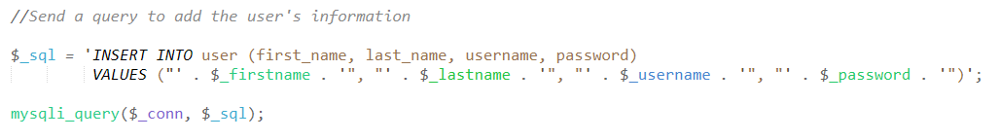 //Send a query to add the user's information
$_sql = 'INSERT INTO user (first_name, last_name, username, password)
VALUES ("' . $_firstname . '", "' . $_lastname . '", "' . $_username . '", "' . $_password . '")';
mysqli_query($_conn, $_sql);